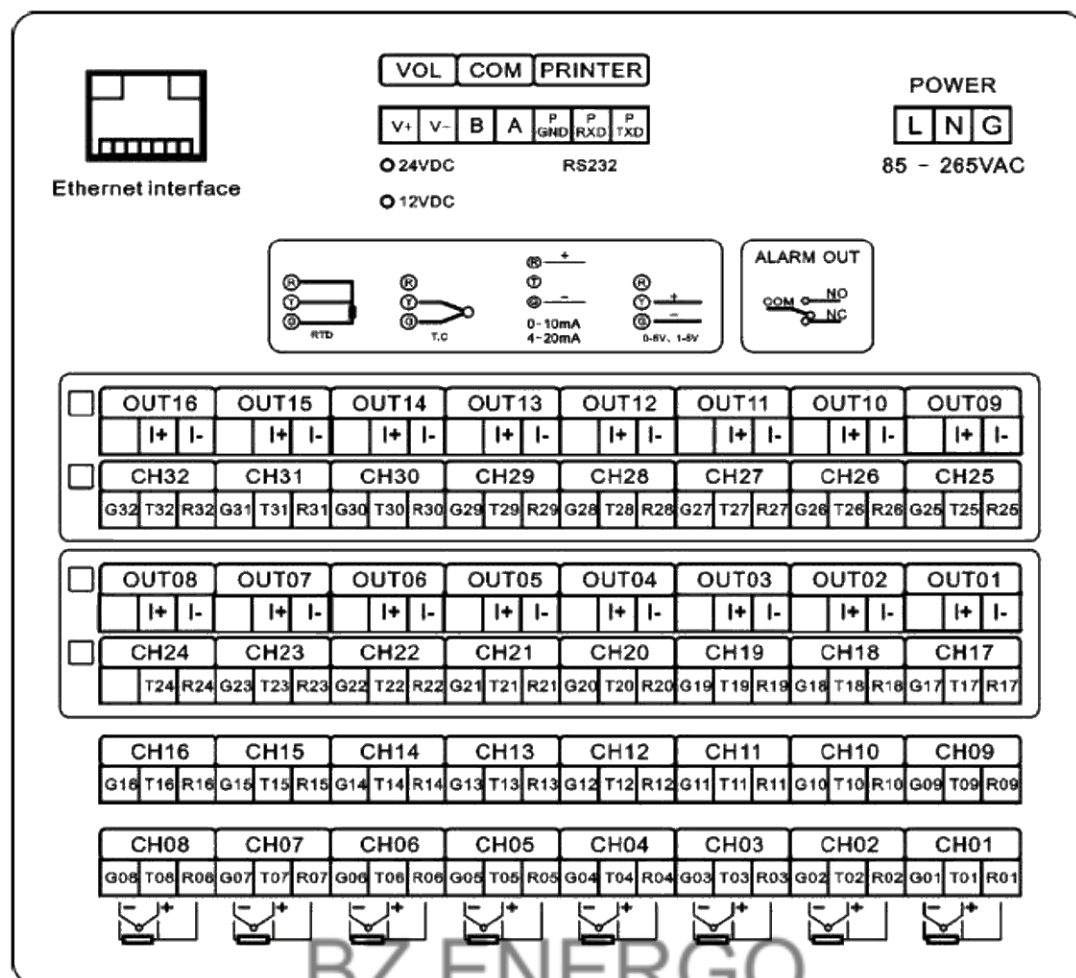 VOL COM PRINTER
POWER
V+ V- B A P GND P RXD P TXD
L N G
24VDC RS232
85 - 265VAC
Ethernet interface
12VDC
R T G RTD
R T G T.C
R + T G - 0-10mA 4-20mA
R T + G - 0-5V、1-5V
ALARM OUT
COM NO NC
OUT16 OUT15 OUT14 OUT13 OUT12 OUT11 OUT10 OUT09
I+ I- I+ I- I+ I- I+ I- I+ I- I+ I- I+ I- I+ I-
CH32 CH31 CH30 CH29 CH28 CH27 CH26 CH25
G32 T32 R32 G31 T31 R31 G30 T30 R30 G29 T29 R29 G28 T28 R28 G27 T27 R27 G26 T26 R26 G25 T25 R25
OUT08 OUT07 OUT06 OUT05 OUT04 OUT03 OUT02 OUT01
I+ I- I+ I- I+ I- I+ I- I+ I- I+ I- I+ I- I+ I-
CH24 CH23 CH22 CH21 CH20 CH19 CH18 CH17
T24 R24 G23 T23 R23 G22 T22 R22 G21 T21 R21 G20 T20 R20 G19 T19 R19 G18 T18 R18 G17 T17 R17
CH16 CH15 CH14 CH13 CH12 CH11 CH10 CH09
G16 T16 R16 G15 T15 R15 G14 T14 R14 G13 T13 R13 G12 T12 R12 G11 T11 R11 G10 T10 R10 G09 T09 R09
CH08 CH07 CH06 CH05 CH04 CH03 CH02 CH01
G08 T08 R08 G07 T07 R07 G06 T06 R06 G05 T05 R05 G04 T04 R04 G03 T03 R03 G02 T02 R02 G01 T01 R01
- + - + - + - + - + - + - + - +
BZ ENERGO